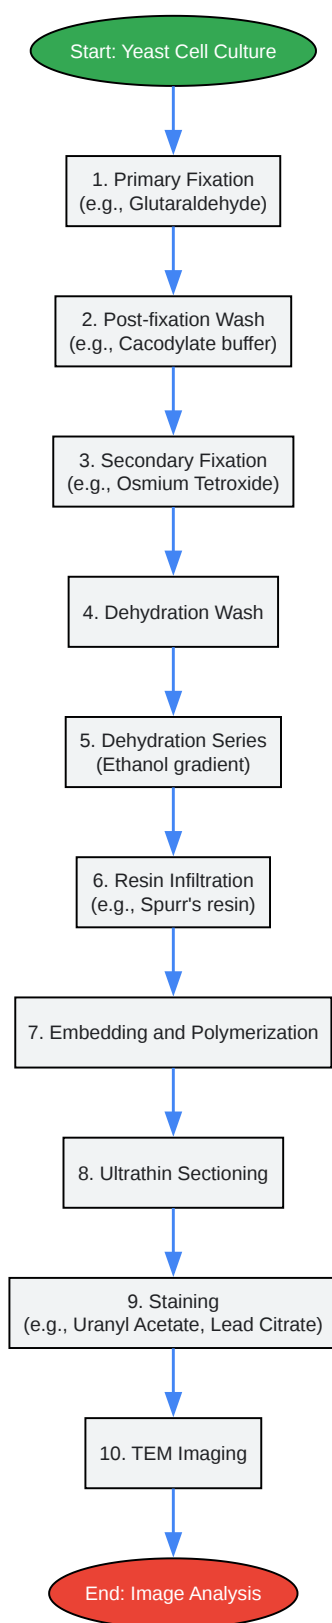 Start: Yeast Cell Culture
1. Primary Fixation
(e.g., Glutaraldehyde)
2. Post-fixation Wash
(e.g., Cacodylate buffer)
3. Secondary Fixation
(e.g., Osmium Tetroxide)
4. Dehydration Wash
5. Dehydration Series
(Ethanol gradient)
6. Resin Infiltration
(e.g., Spurr's resin)
7. Embedding and Polymerization
8. Ultrathin Sectioning
9. Staining
(e.g., Uranyl Acetate, Lead Citrate)
10. TEM Imaging
End: Image Analysis